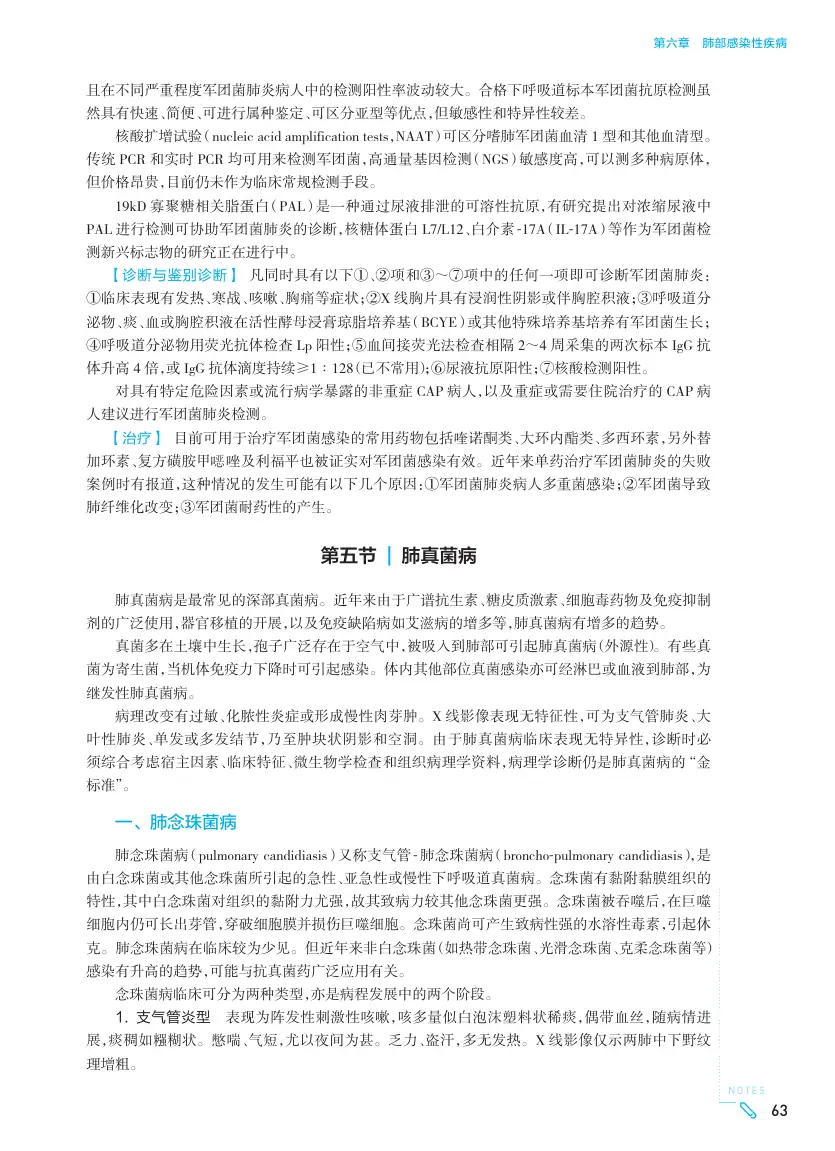 第六章 肺部感染性疾病
且在不同严重程度军团菌肺炎病人中的检测阳性率波动较大。合格下呼吸道标本军团菌抗原检测虽
然具有快速、简便、可进行属种鉴定、可区分亚型等优点,但敏感性和特异性较差。
核酸扩增试验(nucleic acid amplification tests,NAAT)可区分嗜肺军团菌血清 1 型和其他血清型。
传统 PCR 和实时 PCR 均可用来检测军团菌,高通量基因检测(NGS)敏感度高,可以测多种病原体,
但价格昂贵,目前仍未作为临床常规检测手段。
19kD 寡聚糖相关脂蛋白(PAL)是一种通过尿液排泄的可溶性抗原,有研究提出对浓缩尿液中
PAL 进行检测可协助军团菌肺炎的诊断,核糖体蛋白 L7/L12、白介素-17A(IL-17A)等作为军团菌检
测新兴标志物的研究正在进行中。
【诊断与鉴别诊断】 凡同时具有以下①、②项和③～⑦项中的任何一项即可诊断军团菌肺炎:
①临床表现有发热、寒战、咳嗽、胸痛等症状;②X 线胸片具有浸润性阴影或伴胸腔积液;③呼吸道分
泌物、痰、血或胸腔积液在活性酵母浸膏琼脂培养基(BCYE)或其他特殊培养基培养有军团菌生长;
④呼吸道分泌物用荧光抗体检查 Lp 阳性;⑤血间接荧光法检查相隔 2～4 周采集的两次标本 IgG 抗
体升高 4 倍,或 IgG 抗体滴度持续≥1∶128(已不常用);⑥尿液抗原阳性;⑦核酸检测阳性。
对具有特定危险因素或流行病学暴露的非重症 CAP 病人,以及重症或需要住院治疗的 CAP 病
人建议进行军团菌肺炎检测。
【治疗】 目前可用于治疗军团菌感染的常用药物包括喹诺酮类、大环内酯类、多西环素,另外替
加环素、复方磺胺甲噁唑及利福平也被证实对军团菌感染有效。近年来单药治疗军团菌肺炎的失败
案例时有报道,这种情况的发生可能有以下几个原因:①军团菌肺炎病人多重菌感染;②军团菌导致
肺纤维化改变;③军团菌耐药性的产生。
第五节 | 肺真菌病
肺真菌病是最常见的深部真菌病。近年来由于广谱抗生素、糖皮质激素、细胞毒药物及免疫抑制
剂的广泛使用,器官移植的开展,以及免疫缺陷病如艾滋病的增多等,肺真菌病有增多的趋势。
真菌多在土壤中生长,孢子广泛存在于空气中,被吸入到肺部可引起肺真菌病(外源性)。有些真
菌为寄生菌,当机体免疫力下降时可引起感染。体内其他部位真菌感染亦可经淋巴或血液到肺部,为
继发性肺真菌病。
病理改变有过敏、化脓性炎症或形成慢性肉芽肿。X 线影像表现无特征性,可为支气管肺炎、大
叶性肺炎、单发或多发结节,乃至肿块状阴影和空洞。由于肺真菌病临床表现无特异性,诊断时必
须综合考虑宿主因素、临床特征、微生物学检查和组织病理学资料,病理学诊断仍是肺真菌病的“金
标准”。
一、肺念珠菌病
肺念珠菌病(pulmonary candidiasis)又称支气管-肺念珠菌病(broncho-pulmonary candidiasis),是
由白念珠菌或其他念珠菌所引起的急性、亚急性或慢性下呼吸道真菌病。念珠菌有黏附黏膜组织的
特性,其中白念珠菌对组织的黏附力尤强,故其致病力较其他念珠菌更强。念珠菌被吞噬后,在巨噬
细胞内仍可长出芽管,穿破细胞膜并损伤巨噬细胞。念珠菌尚可产生致病性强的水溶性毒素,引起休
克。肺念珠菌病在临床较为少见。但近年来非白念珠菌(如热带念珠菌、光滑念珠菌、克柔念珠菌等)
感染有升高的趋势,可能与抗真菌药广泛应用有关。
念珠菌病临床可分为两种类型,亦是病程发展中的两个阶段。
1. 支气管炎型 表现为阵发性刺激性咳嗽,咳多量似白泡沫塑料状稀痰,偶带血丝,随病情进
展,痰稠如糨糊状。憋喘、气短,尤以夜间为甚。乏力、盗汗,多无发热。X 线影像仅示两肺中下野纹
理增粗。
NOTES
63